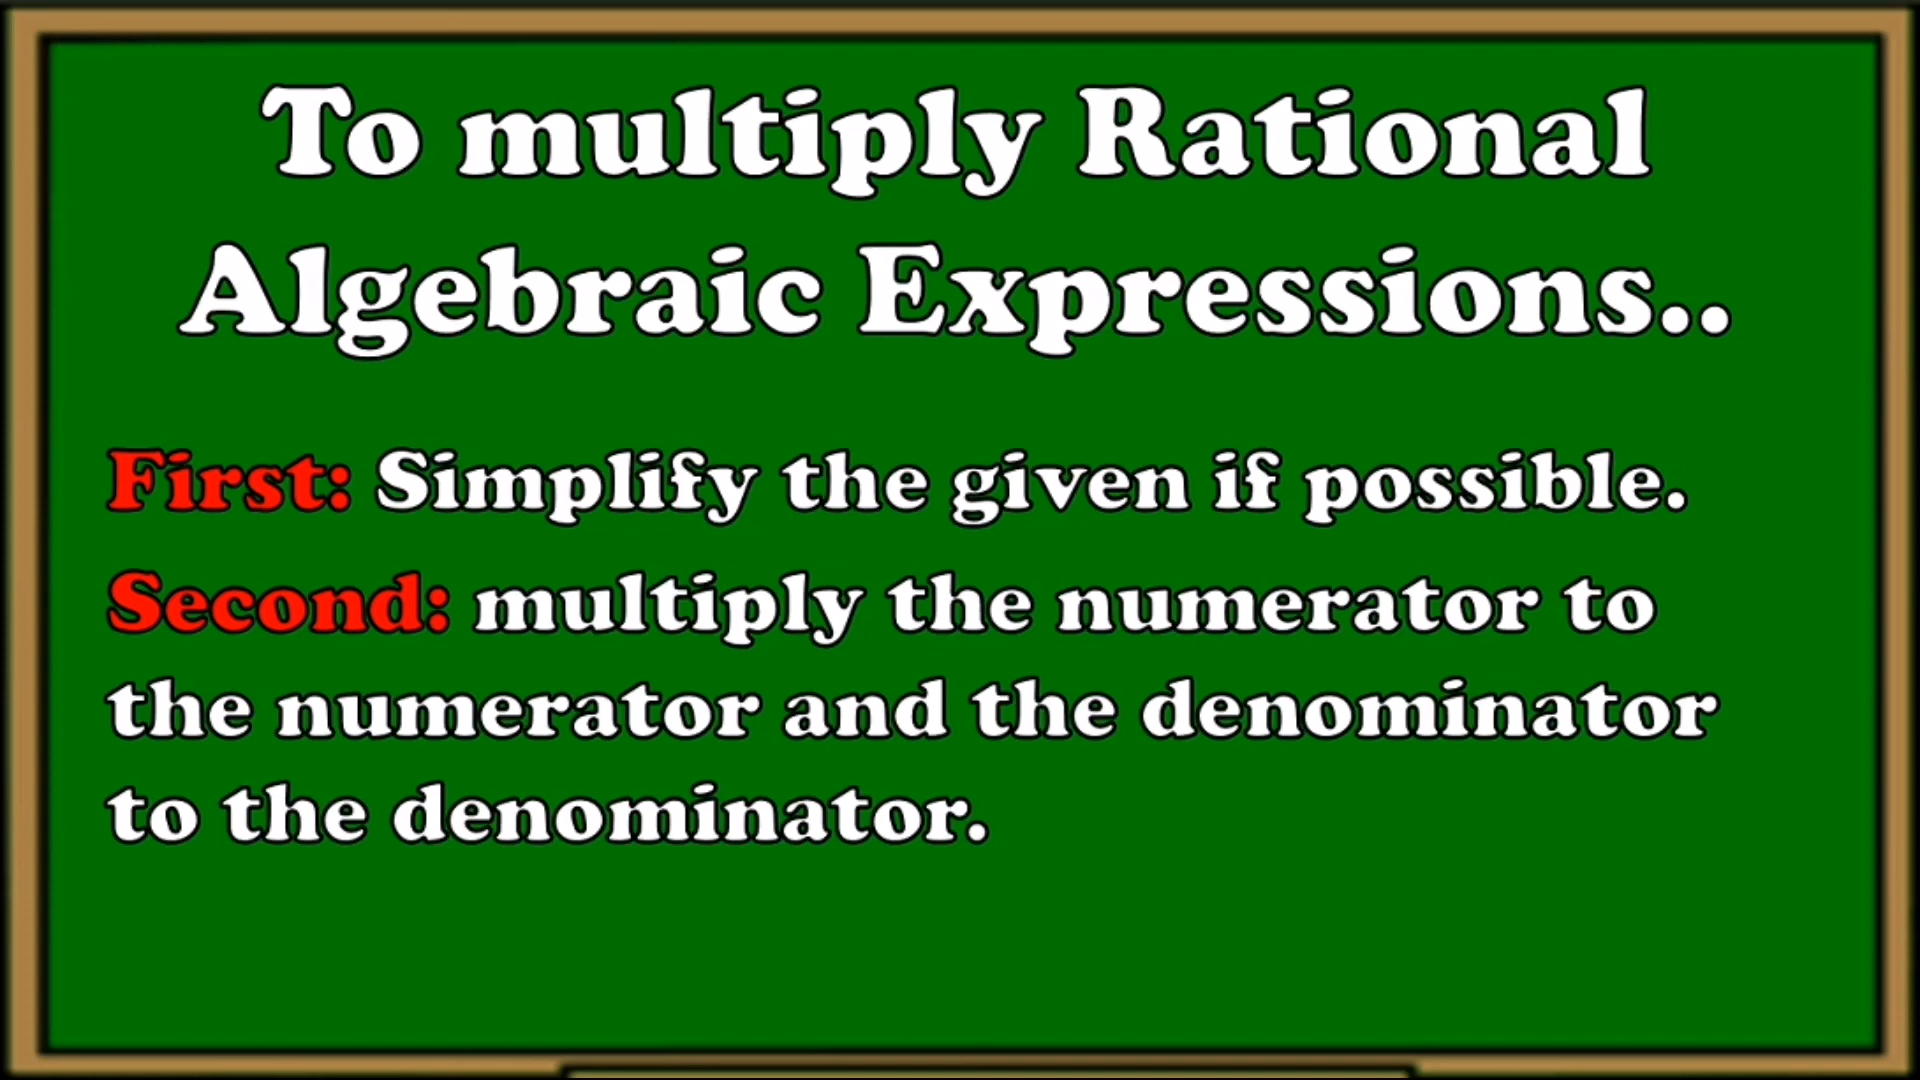 To multiply Rational
Algebraic Expressions..
First: Simplify the given if possible.
Second: multiply the numerator to
the numerator and the denominator
to the denominator.